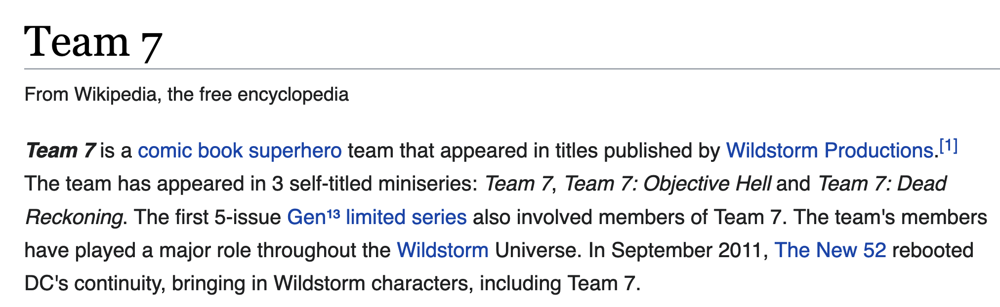 Team 7
From Wikipedia, the free encyclopedia
Team 7 is a comic book superhero team that appeared in titles published by Wildstorm Productions.[1]
The team has appeared in 3 self-titled miniseries: Team 7, Team 7: Objective Hell and Team 7: Dead
Reckoning. The first 5-issue Gen¹³ limited series also involved members of Team 7. The team's members
have played a major role throughout the Wildstorm Universe. In September 2011, The New 52 rebooted
DC's continuity, bringing in Wildstorm characters, including Team 7.